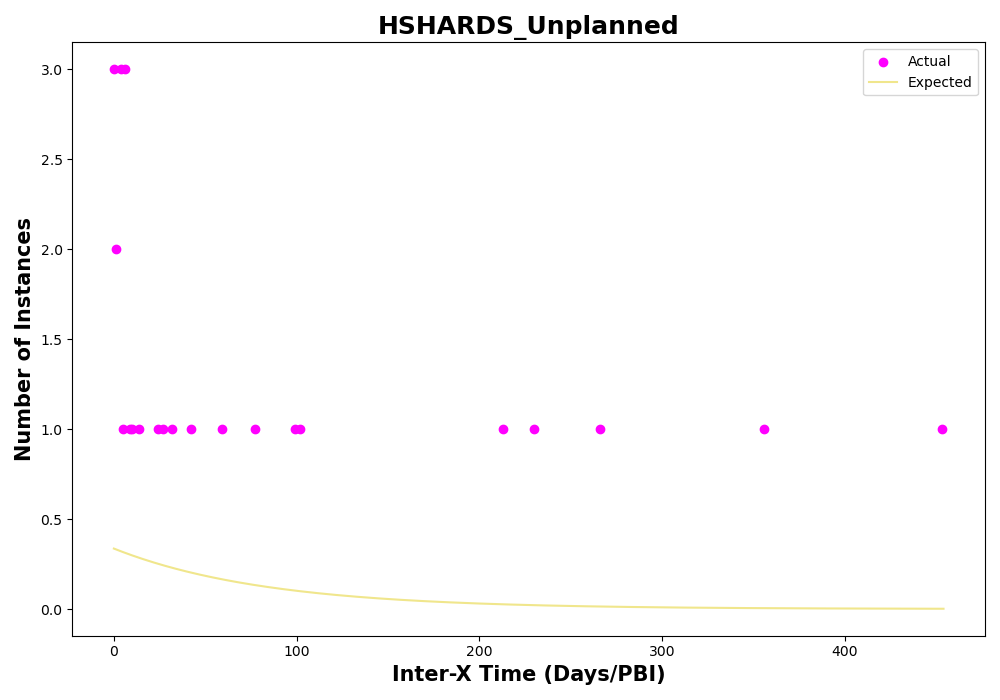 HSHARDS_Unplanned
Actual
Expected
Number of Instances
3.0
2.5
2.0
1.5
1.0
0.5
0.0
0 100 200 300 400
Inter-X Time (Days/PBI)